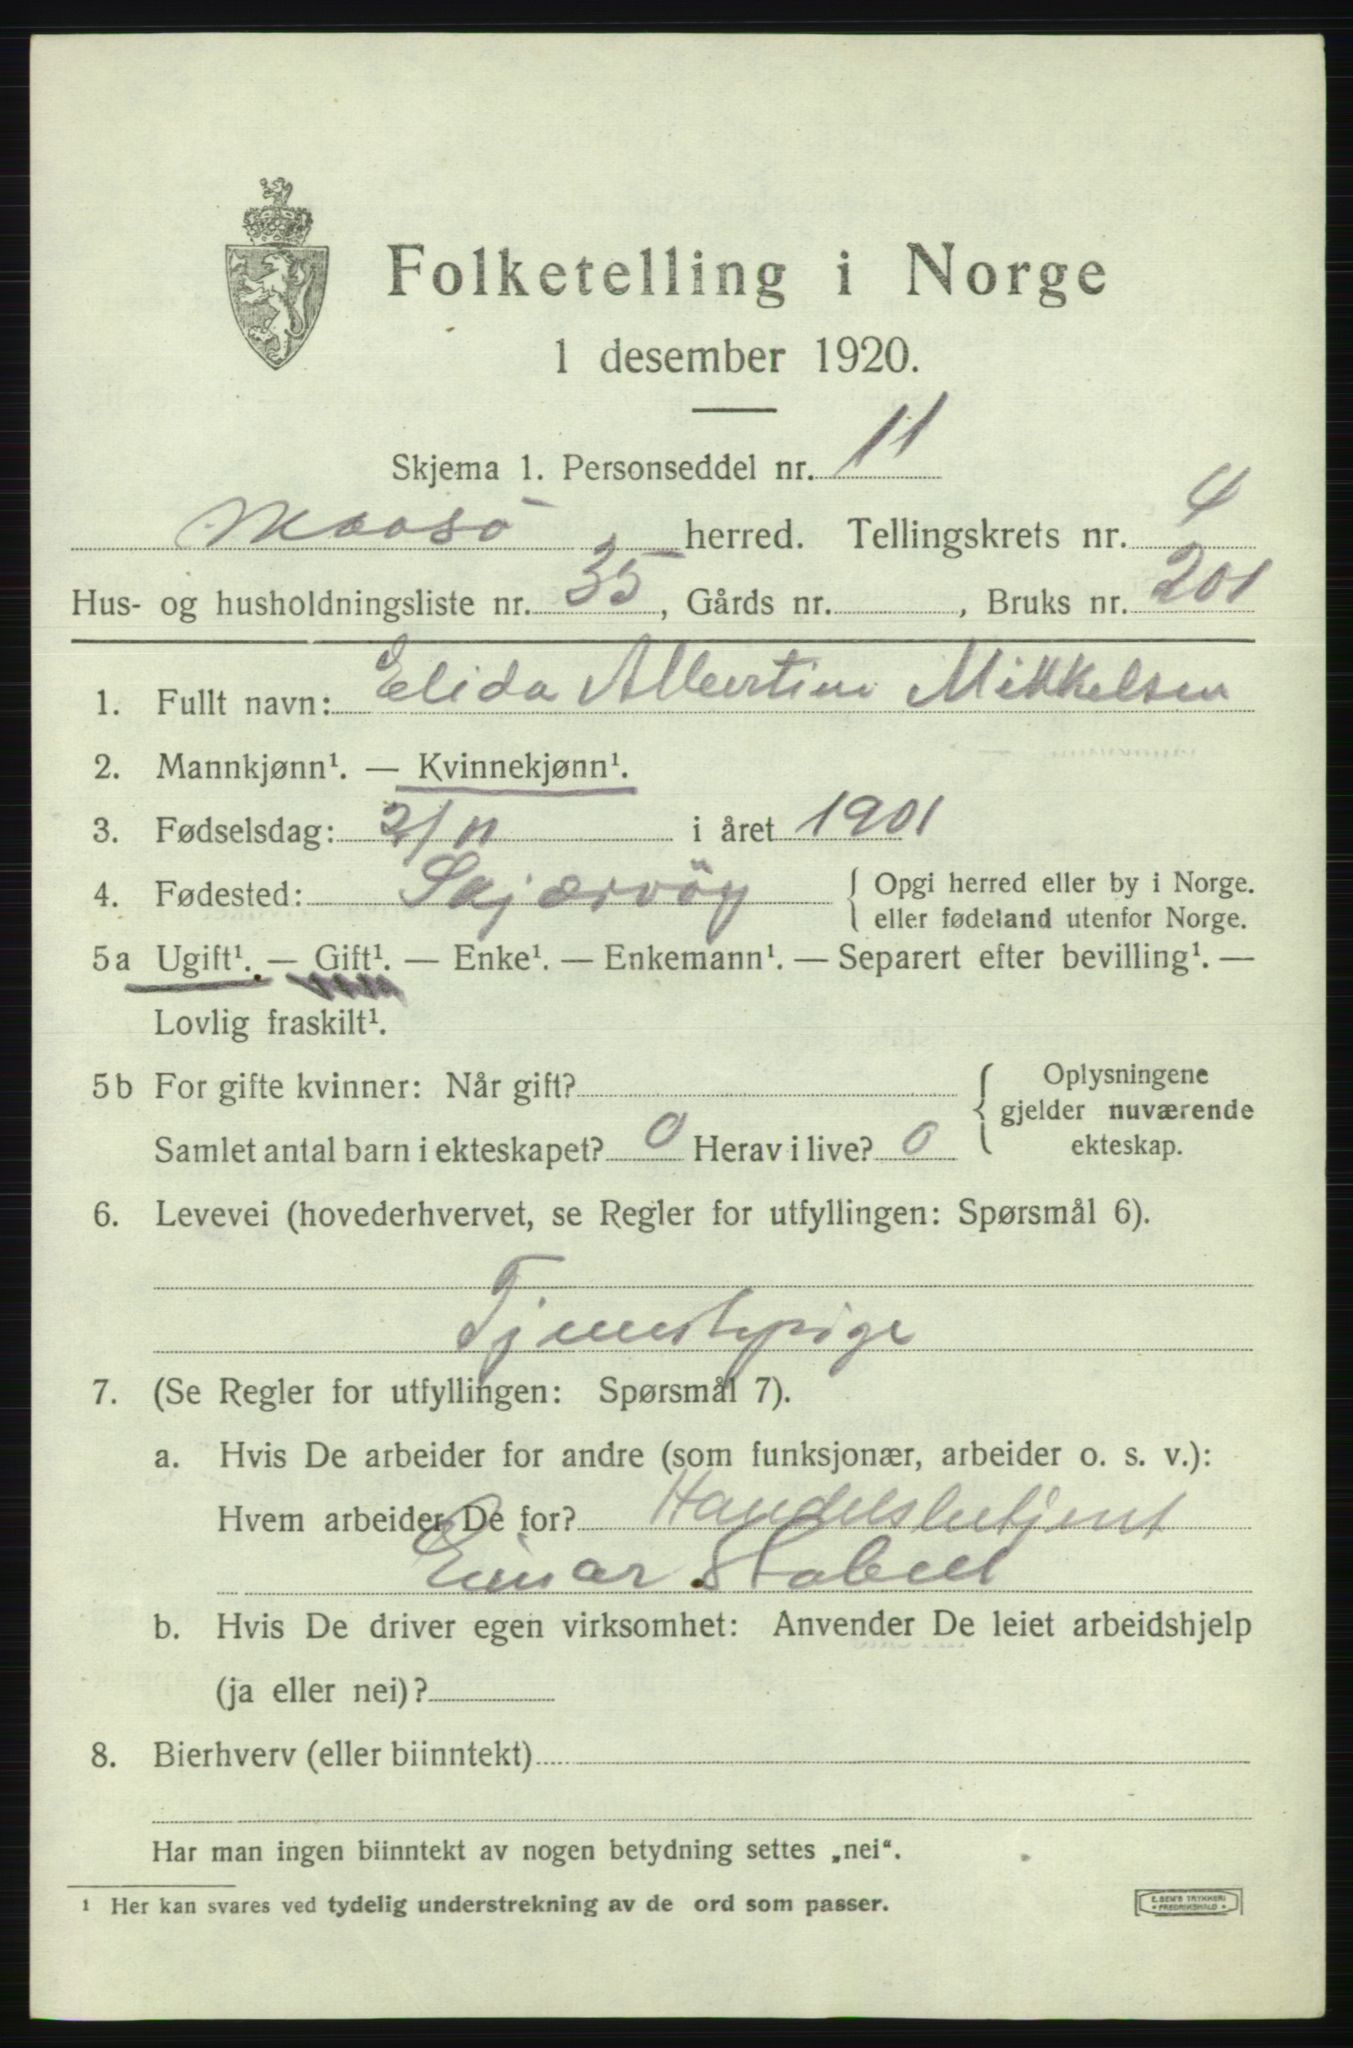 Folketelling i Norge
1 desember 1920.
Skjema 1. Personseddel nr. 11
Maasö herred. Tellingskrets nr. 4
Hus- og husholdningsliste nr. 35, Gårds nr. , Bruks nr. 201
1. Fullt navn: Elida Albertine Mikkelsen
2. Mannkjønn¹. — Kvinnekjønn¹.
3. Fødselsdag: 2/11 i året 1901
4. Fødested: Skjærvöy { Opgi herred eller by i Norge.
eller fødeland utenfor Norge.
5a Ugift¹. — Gift¹. — Enke¹. — Enkemann¹. — Separert efter bevilling¹. —
Lovlig fraskilt¹.
5b For gifte kvinner: Når gift? { Oplysningene
gjelder nuværende
Samlet antal barn i ekteskapet? 0 Herav i live? 0 ekteskap.
6. Levevei (hovederhvervet, se Regler for utfyllingen: Spørsmål 6).
Tjenestepige
7. (Se Regler for utfyllingen: Spørsmål 7).
a. Hvis De arbeider for andre (som funksjonær, arbeider o. s. v.):
Hvem arbeider De for? Handelsbetjent
Einar Stabell
b. Hvis De driver egen virksomhet: Anvender De leiet arbeidshjelp
(ja eller nei)?
8. Bierhverv (eller biinntekt)
Har man ingen biinntekt av nogen betydning settes „nei“.
¹ Her kan svares ved tydelig understrekning av de ord som passer.
E. SEM'S TRYKKERI
FREDRIKSHALD